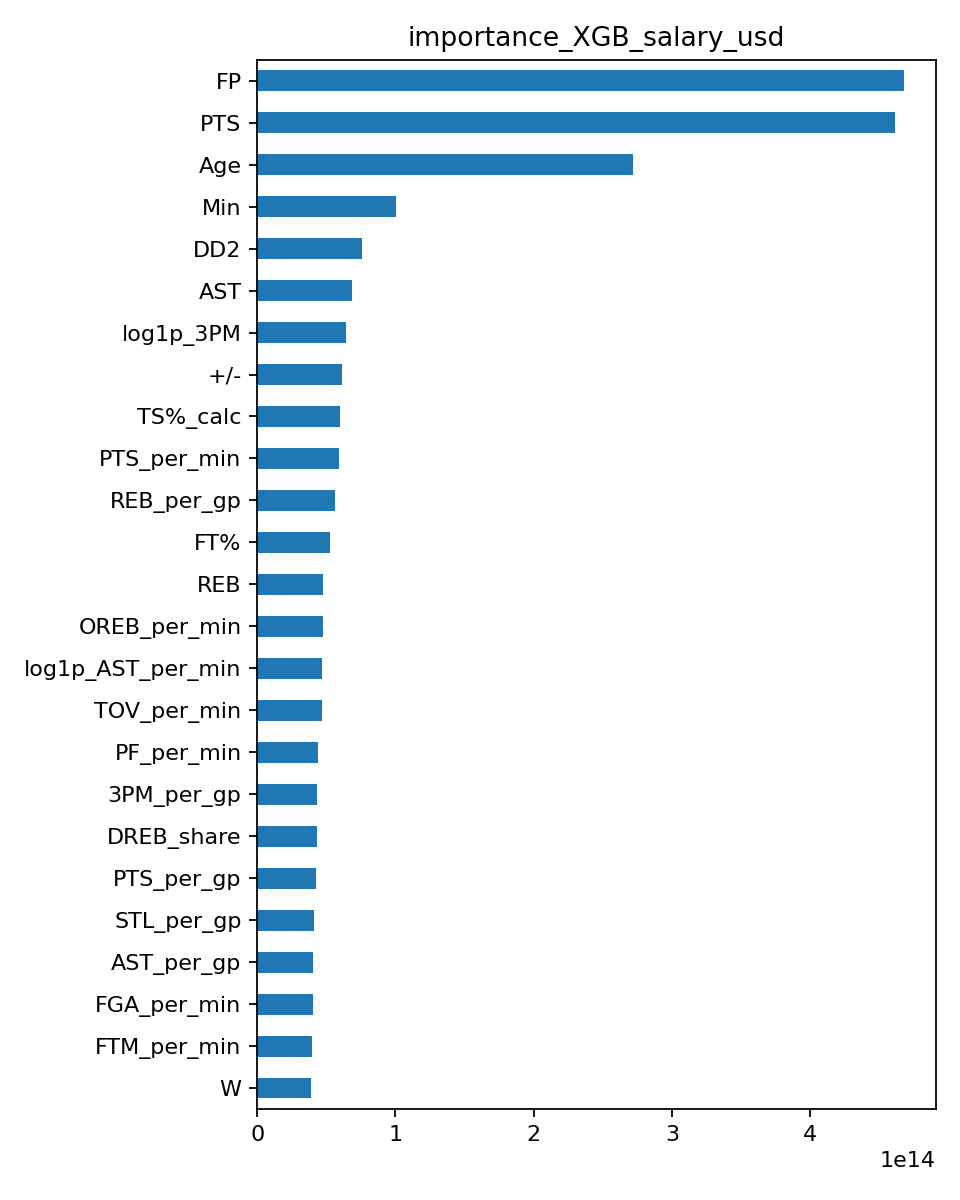 importance_XGB_salary_usd
FP
PTS
Age
Min
DD2
AST
log1p_3PM
+/-
TS%_calc
PTS_per_min
REB_per_gp
FT%
REB
OREB_per_min
log1p_AST_per_min
TOV_per_min
PF_per_min
3PM_per_gp
DREB_share
PTS_per_gp
STL_per_gp
AST_per_gp
FGA_per_min
FTM_per_min
W
0 1 2 3 4
1e14